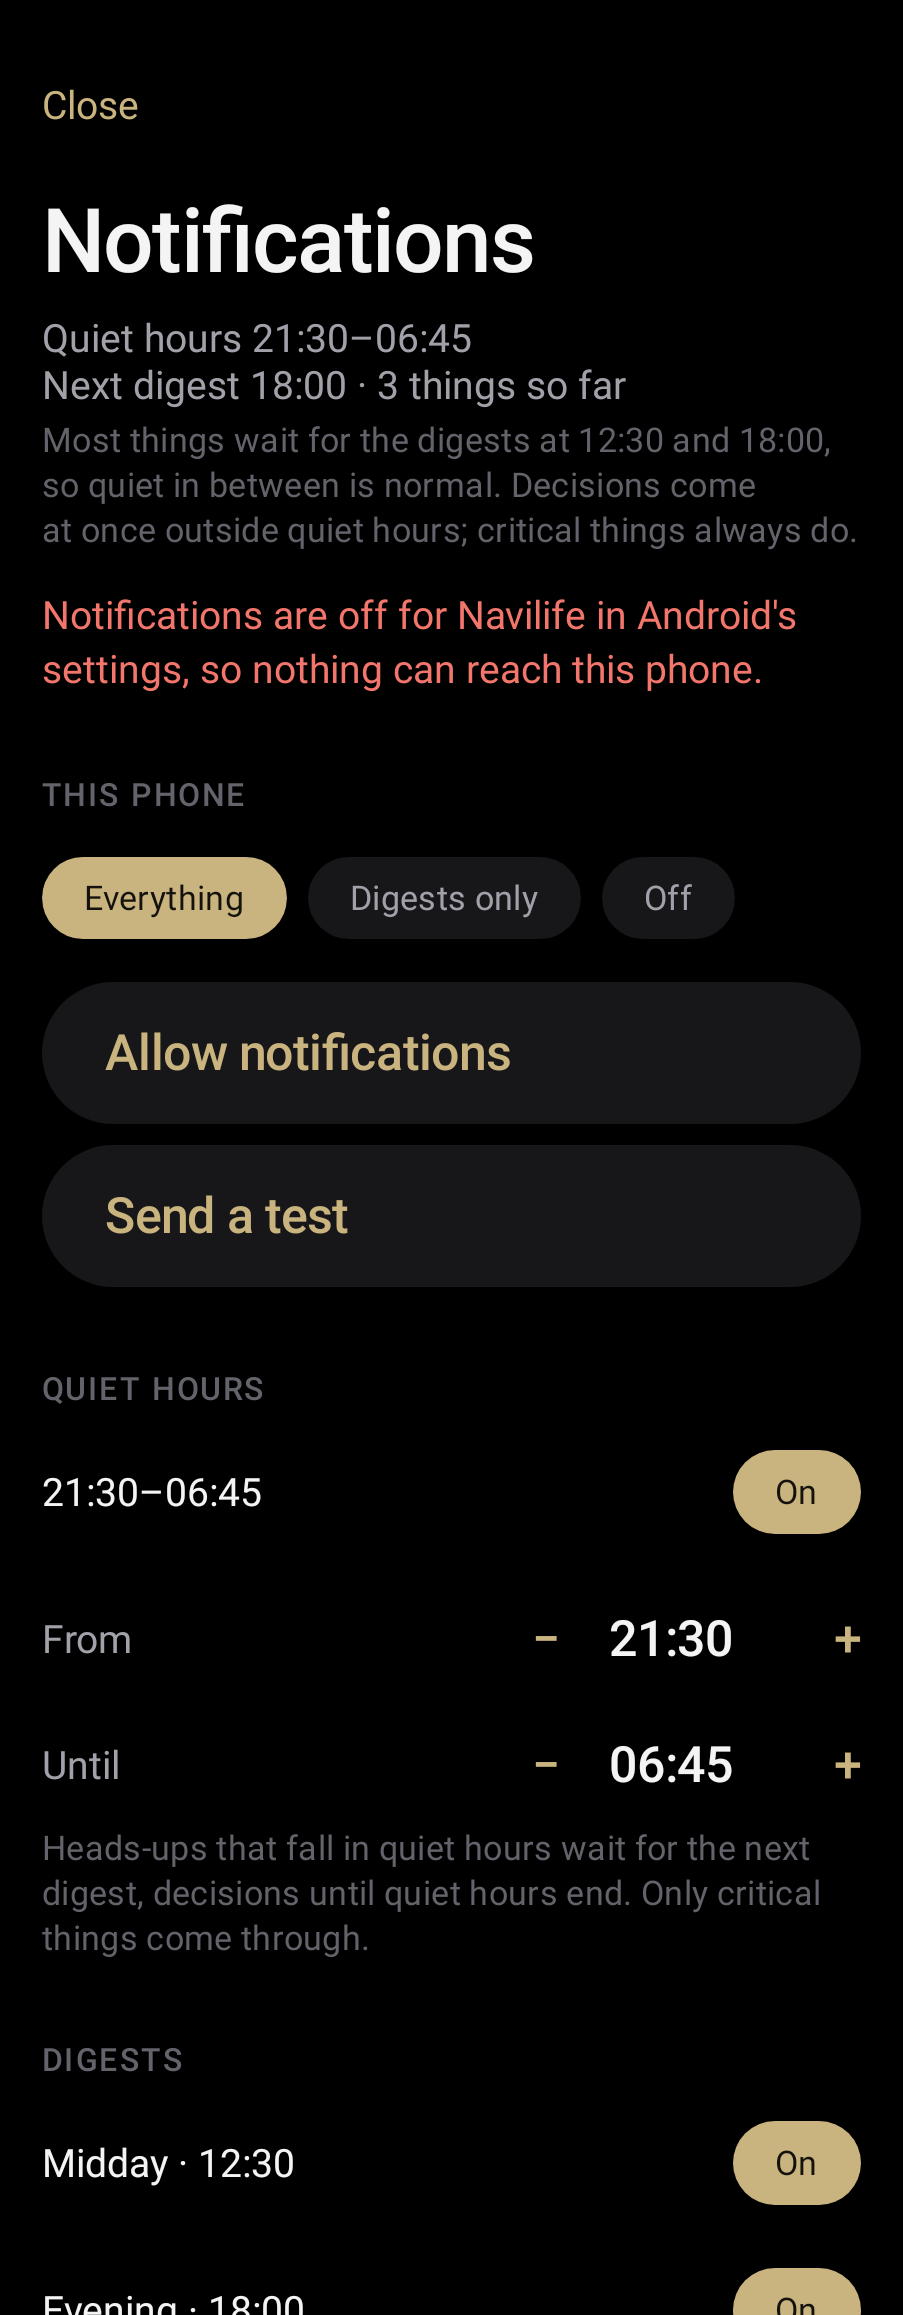 Close
Notifications
Quiet hours 21:30–06:45
Next digest 18:00 · 3 things so far
Most things wait for the digests at 12:30 and 18:00,
so quiet in between is normal. Decisions come
at once outside quiet hours; critical things always do.
Notifications are off for Navilife in Android's
settings, so nothing can reach this phone.
THIS PHONE
Everything Digests only Off
Allow notifications
Send a test
QUIET HOURS
21:30–06:45 On
From − 21:30 +
Until − 06:45 +
Heads-ups that fall in quiet hours wait for the next
digest, decisions until quiet hours end. Only critical
things come through.
DIGESTS
Midday · 12:30 On
Evening · 18:00 On